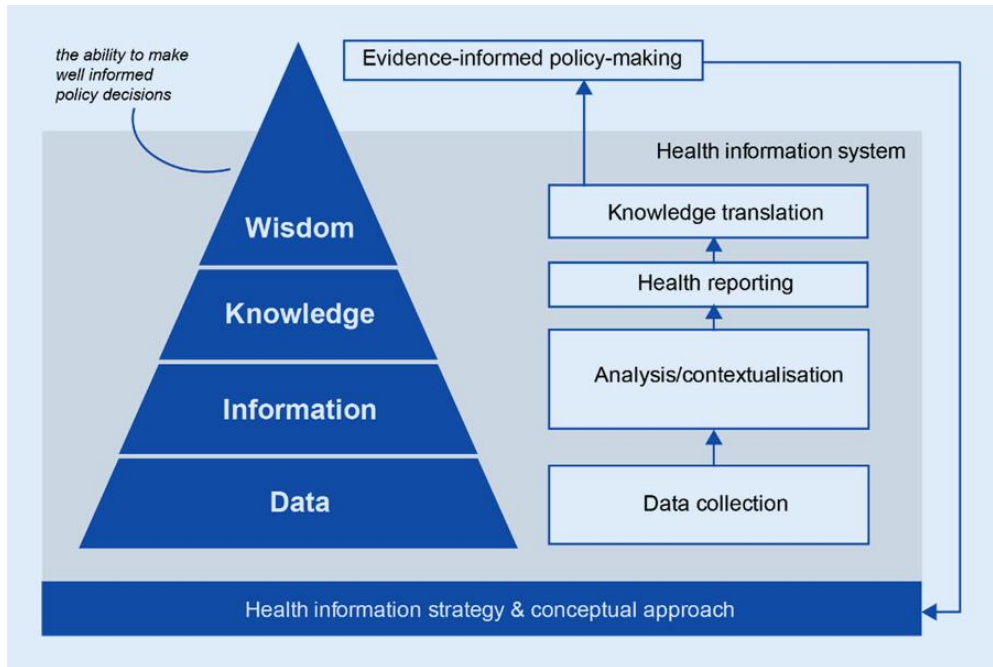 the ability to make
well informed
policy decisions
Evidence-informed policy-making
Health information system
Wisdom
Knowledge
Information
Data
Knowledge translation
Health reporting
Analysis/contextualisation
Data collection
Health information strategy & conceptual approach